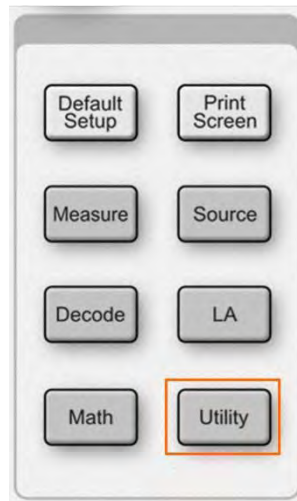 Default
Setup
Print
Screen
Measure
Source
Decode
LA
Math
Utility